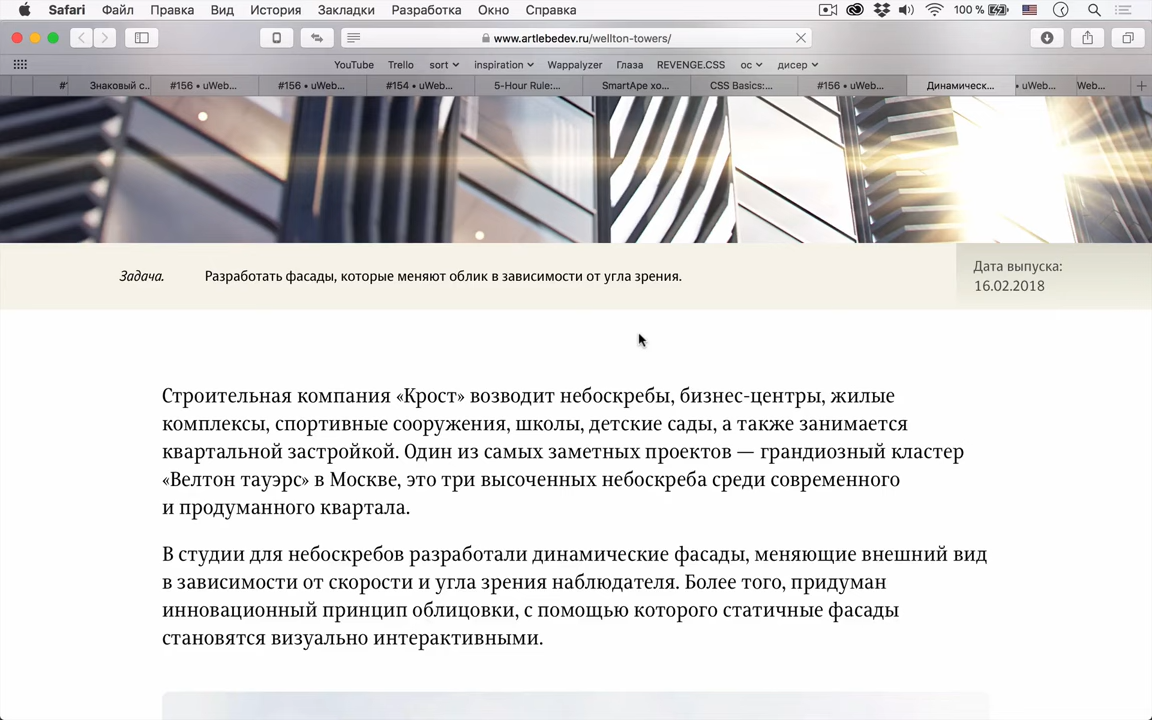 Safari Файл Правка Вид История Закладки Разработка Окно Справка 100 %
www.artlebedev.ru/wellton-towers/
YouTube Trello sort inspiration Wappalyzer Глаза REVENGE.CSS ос дисер
#1 Знаковый с... #156 • uWeb... #156 • uWeb... #154 • uWeb... 5-Hour Rule:... SmartApe хо... CSS Basics:... #156 • uWeb... Динамическ... • uWeb... Web...
Задача. Разработать фасады, которые меняют облик в зависимости от угла зрения.
Дата выпуска:
16.02.2018
Строительная компания «Крост» возводит небоскребы, бизнес-центры, жилые
комплексы, спортивные сооружения, школы, детские сады, а также занимается
квартальной застройкой. Один из самых заметных проектов — грандиозный кластер
«Велтон тауэрс» в Москве, это три высоченных небоскреба среди современного
и продуманного квартала.
В студии для небоскребов разработали динамические фасады, меняющие внешний вид
в зависимости от скорости и угла зрения наблюдателя. Более того, придуман
инновационный принцип облицовки, с помощью которого статичные фасады
становятся визуально интерактивными.